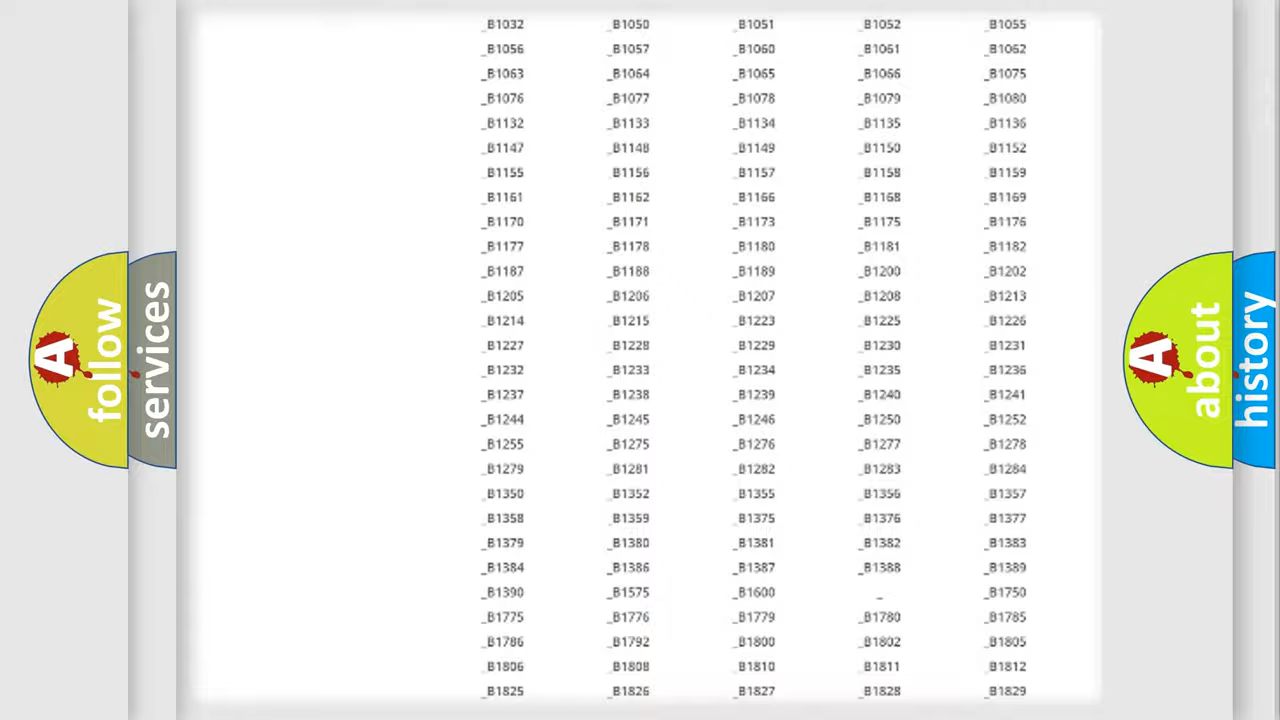 _B1032 _B1050 _B1051 _B1052 _B1055
_B1056 _B1057 _B1060 _B1061 _B1062
_B1063 _B1064 _B1065 _B1066 _B1075
_B1076 _B1077 _B1078 _B1079 _B1080
_B1132 _B1133 _B1134 _B1135 _B1136
_B1147 _B1148 _B1149 _B1150 _B1152
_B1155 _B1156 _B1157 _B1158 _B1159
_B1161 _B1162 _B1166 _B1168 _B1169
_B1170 _B1171 _B1173 _B1175 _B1176
_B1177 _B1178 _B1180 _B1181 _B1182
_B1187 _B1188 _B1189 _B1200 _B1202
_B1205 _B1206 _B1207 _B1208 _B1213
_B1214 _B1215 _B1223 _B1225 _B1226
_B1227 _B1228 _B1229 _B1230 _B1231
_B1232 _B1233 _B1234 _B1235 _B1236
_B1237 _B1238 _B1239 _B1240 _B1241
_B1244 _B1245 _B1246 _B1250 _B1252
_B1255 _B1275 _B1276 _B1277 _B1278
_B1279 _B1281 _B1282 _B1283 _B1284
_B1350 _B1352 _B1355 _B1356 _B1357
_B1358 _B1359 _B1375 _B1376 _B1377
_B1379 _B1380 _B1381 _B1382 _B1383
_B1384 _B1386 _B1387 _B1388 _B1389
_B1390 _B1575 _B1600 _ _B1750
_B1775 _B1776 _B1779 _B1780 _B1785
_B1786 _B1792 _B1800 _B1802 _B1805
_B1806 _B1808 _B1810 _B1811 _B1812
_B1825 _B1826 _B1827 _B1828 _B1829
A follow
services
A about
history